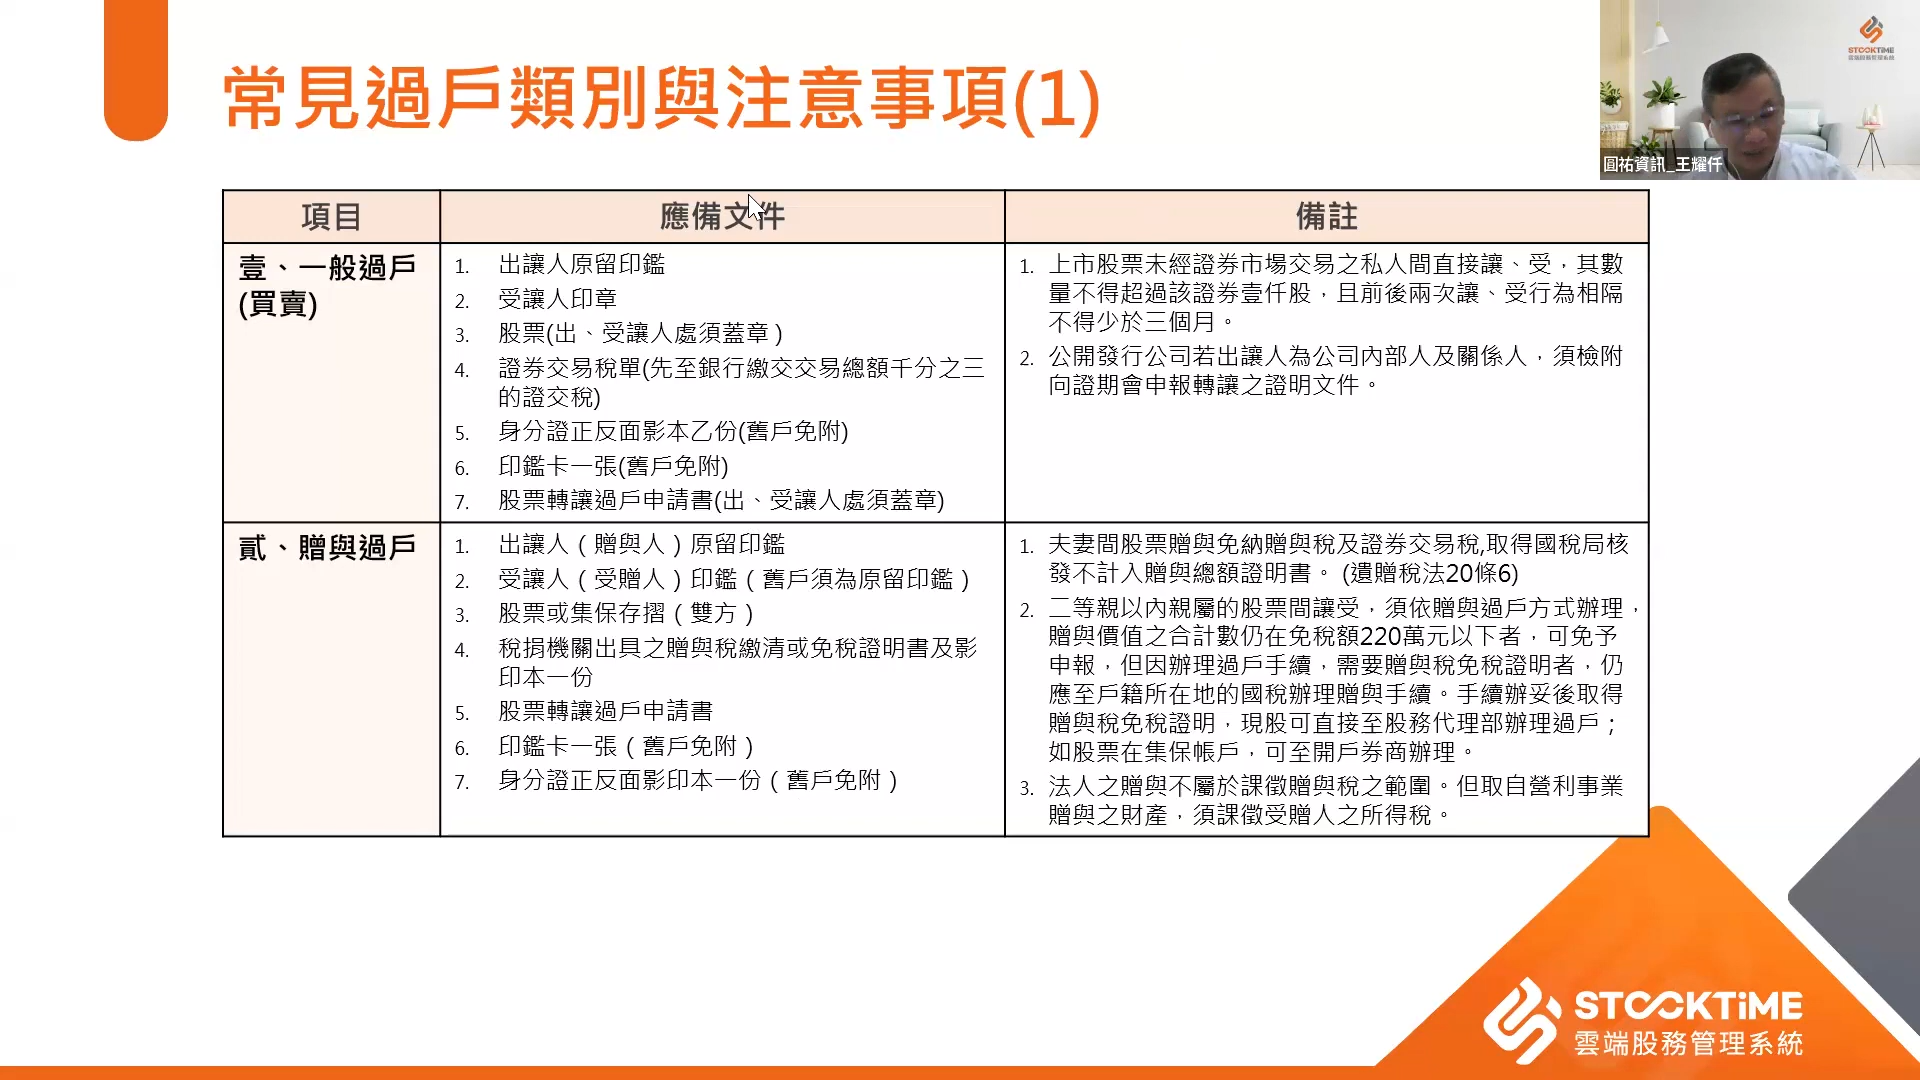 常見過戶類別與注意事項(1)
STOCKTiME
雲端股務管理系統
圓祐資訊_王耀仟
項目
應備文件
備註
壹、一般過戶
(買賣)
1. 出讓人原留印鑑
2. 受讓人印章
3. 股票(出、受讓人處須蓋章)
4. 證券交易稅單(先至銀行繳交交易總額千分之三
的證交稅)
5. 身分證正反面影本乙份(舊戶免附)
6. 印鑑卡一張(舊戶免附)
7. 股票轉讓過戶申請書(出、受讓人處須蓋章)
1. 上市股票未經證券市場交易之私人間直接讓、受，其數
量不得超過該證券壹仟股，且前後兩次讓、受行為相隔
不得少於三個月。
2. 公開發行公司若出讓人為公司內部人及關係人，須檢附
向證期會申報轉讓之證明文件。
貳、贈與過戶
1. 出讓人（贈與人）原留印鑑
2. 受讓人（受贈人）印鑑（舊戶須為原留印鑑）
3. 股票或集保存摺（雙方）
4. 稅捐機關出具之贈與稅繳清或免稅證明書及影
印本一份
5. 股票轉讓過戶申請書
6. 印鑑卡一張（舊戶免附）
7. 身分證正反面影印本一份（舊戶免附）
1. 夫妻間股票贈與免納贈與稅及證券交易稅,取得國稅局核
發不計入贈與總額證明書。 (遺贈稅法20條6)
2. 二等親以內親屬的股票間讓受，須依贈與過戶方式辦理，
贈與價值之合計數仍在免稅額220萬元以下者，可免予
申報，但因辦理過戶手續，需要贈與稅免稅證明者，仍
應至戶籍所在地的國稅辦理贈與手續。手續辦妥後取得
贈與稅免稅證明，現股可直接至股務代理部辦理過戶；
如股票在集保帳戶，可至開戶券商辦理。
3. 法人之贈與不屬於課徵贈與稅之範圍。但取自營利事業
贈與之財產，須課徵受贈人之所得稅。
STOCKTiME
雲端股務管理系統